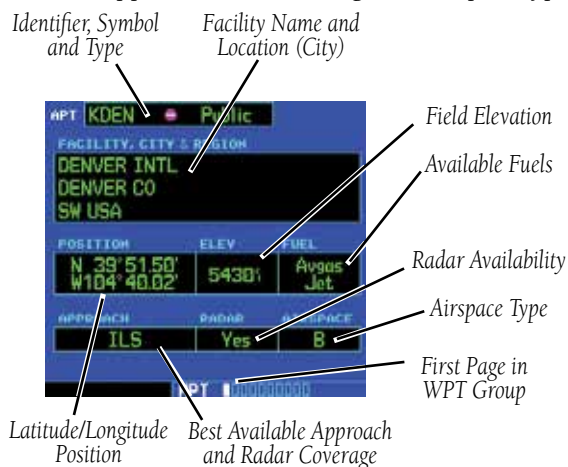 Identifier, Symbol
and Type
Facility Name and
Location (City)
APT KDEN Public
FACILITY, CITY & REGION
DENVER INTL
DENVER CO
SW USA
POSITION ELEV FUEL
N 39°51.50'
W104°40.02'
5430
Avgas
Jet
APPROACH RADAR AIRSPACE
ILS Yes B
APT
Field Elevation
Available Fuels
Radar Availability
Airspace Type
First Page in
WPT Group
Latitude/Longitude
Position
Best Available Approach
and Radar Coverage